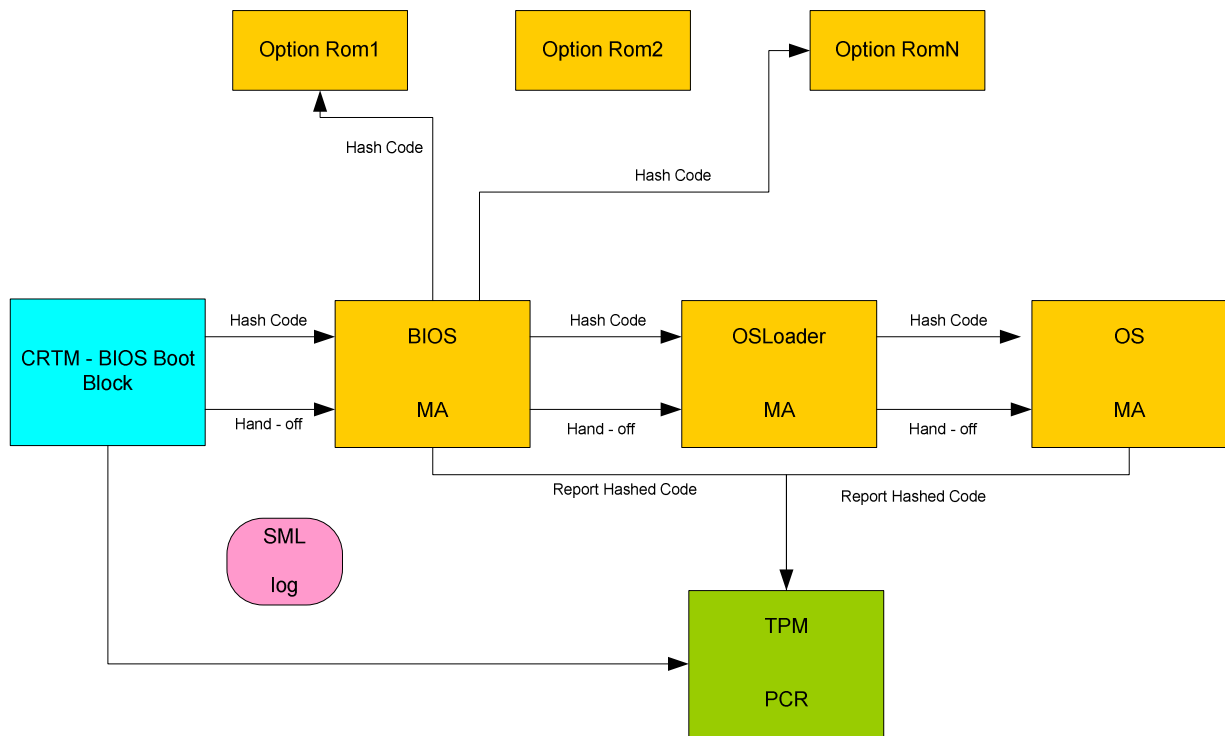 Option Rom1
Option Rom2
Option RomN
Hash Code
Hash Code
Hash Code
Hash Code
Hash Code
CRTM - BIOS Boot
Block
BIOS
OSLoader
OS
MA
MA
MA
Hand - off
Hand - off
Hand - off
Report Hashed Code
Report Hashed Code
SML
log
TPM
PCR